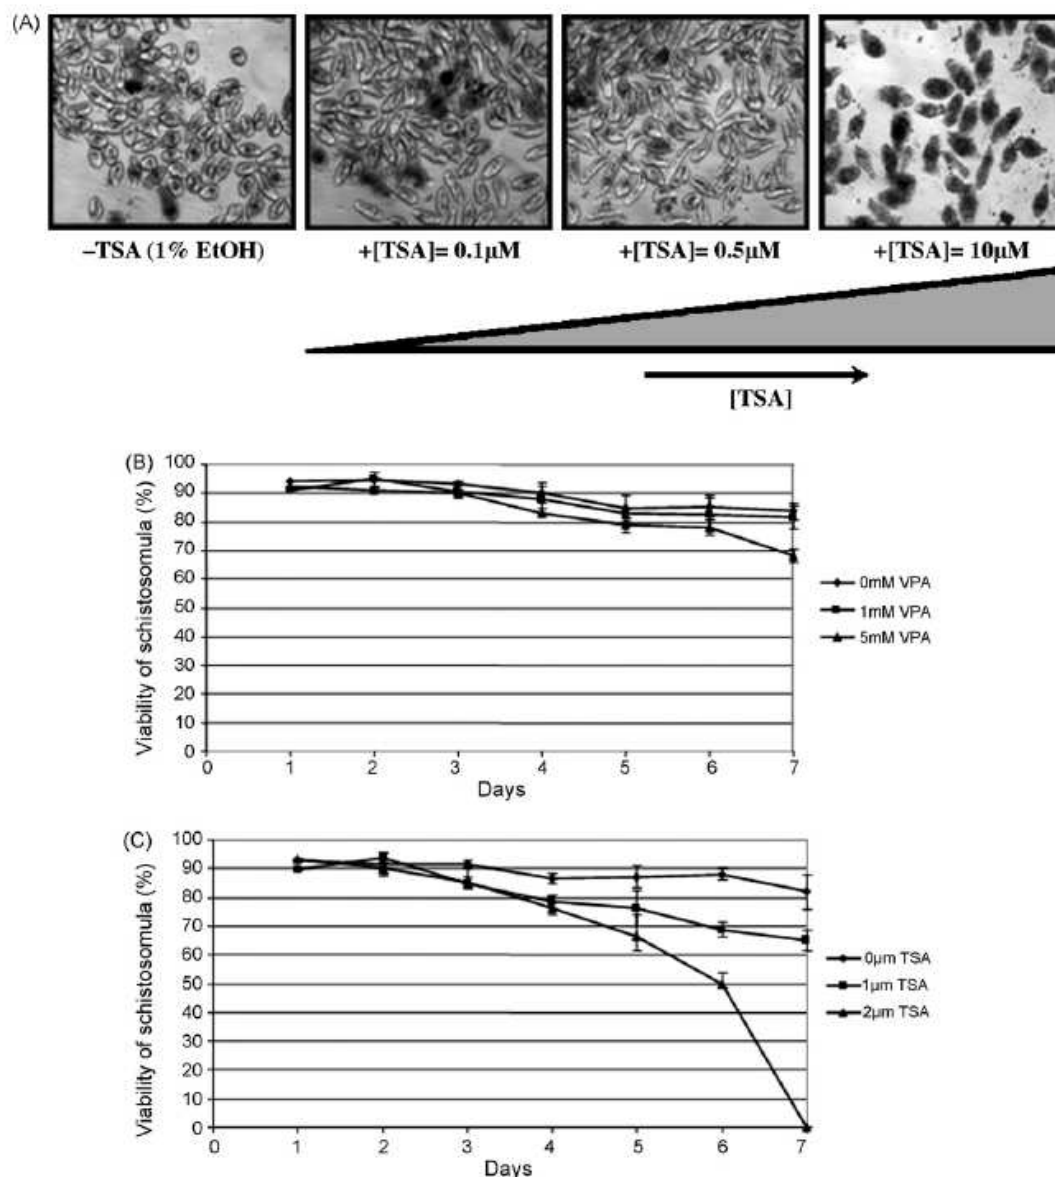 (A)
–TSA (1% EtOH) +[TSA]= 0.1µM +[TSA]= 0.5µM +[TSA]= 10µM
[TSA]
(B)
Viability of schistosomula (%)
100
90
80
70
60
50
40
30
20
10
0
0 1 2 3 4 5 6 7
Days
0mM VPA
1mM VPA
5mM VPA
(C)
Viability of schistosomula (%)
100
90
80
70
60
50
40
30
20
10
0
0 1 2 3 4 5 6 7
Days
0µm TSA
1µm TSA
2µm TSA